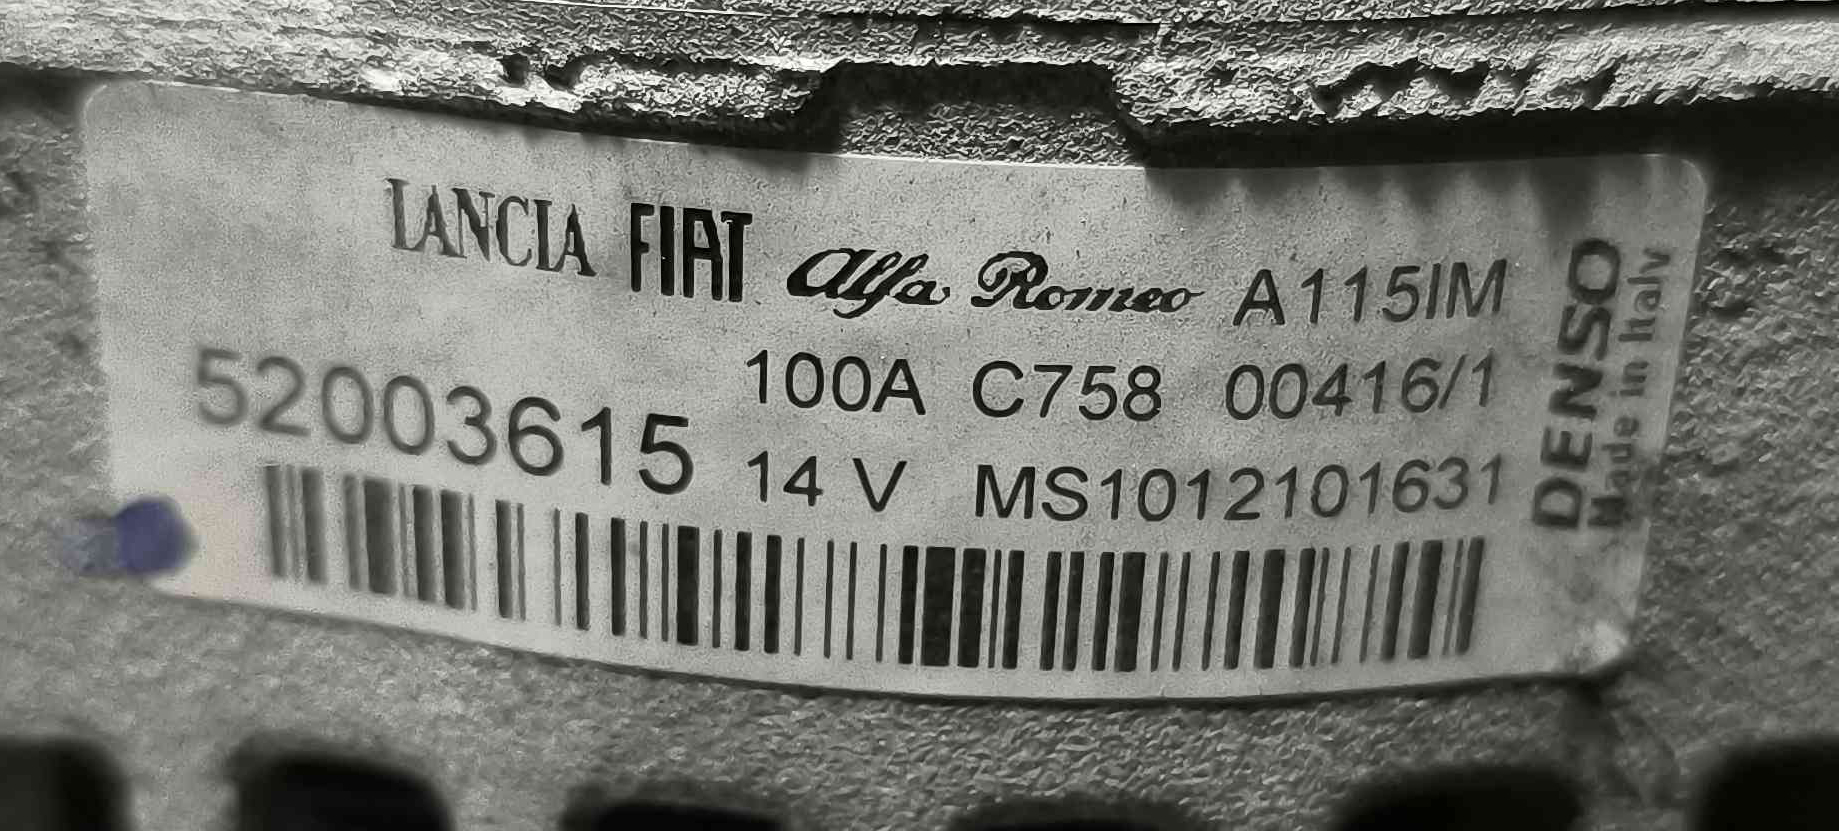 LANCIA FIAT Alfa Romeo A115IM
52003615 100A C758 00416/1
14 V MS1012101631
DENSO
Made in Italy